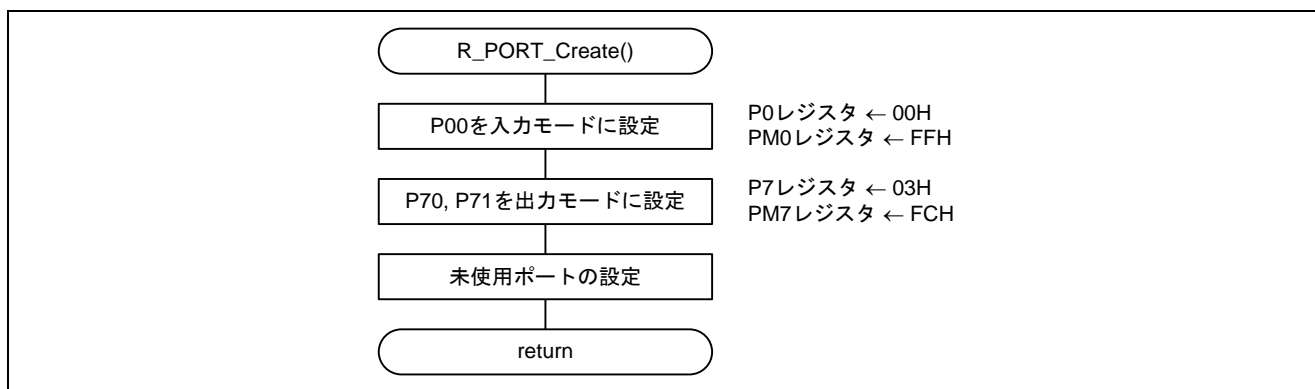 R_PORT_Create()
P00を入力モードに設定
P0レジスタ ← 00H
PM0レジスタ ← FFH
P70, P71を出力モードに設定
P7レジスタ ← 03H
PM7レジスタ ← FCH
未使用ポートの設定
return